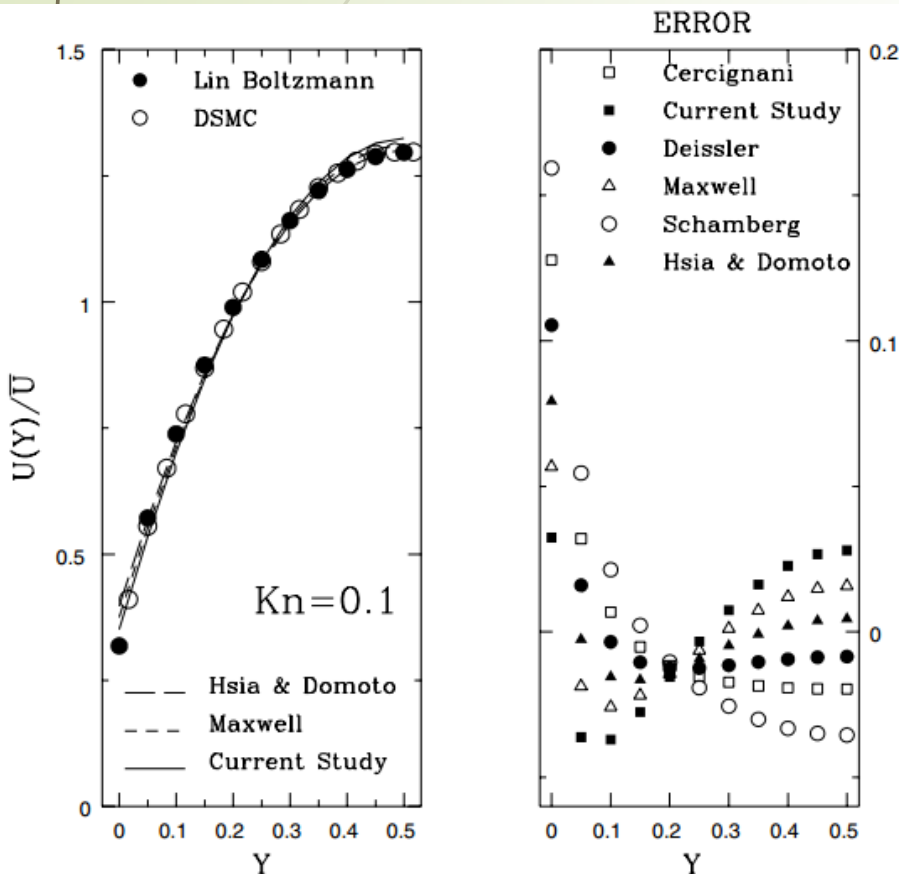 ERROR
1.5
1
0.5
0
U(Y)/U̅
Lin Boltzmann
DSMC
Kn=0.1
Hsia & Domoto
Maxwell
Current Study
0 0.1 0.2 0.3 0.4 0.5
Y
Cercignani
Current Study
Deissler
Maxwell
Schamberg
Hsia & Domoto
0.2
0.1
0
0 0.1 0.2 0.3 0.4 0.5
Y